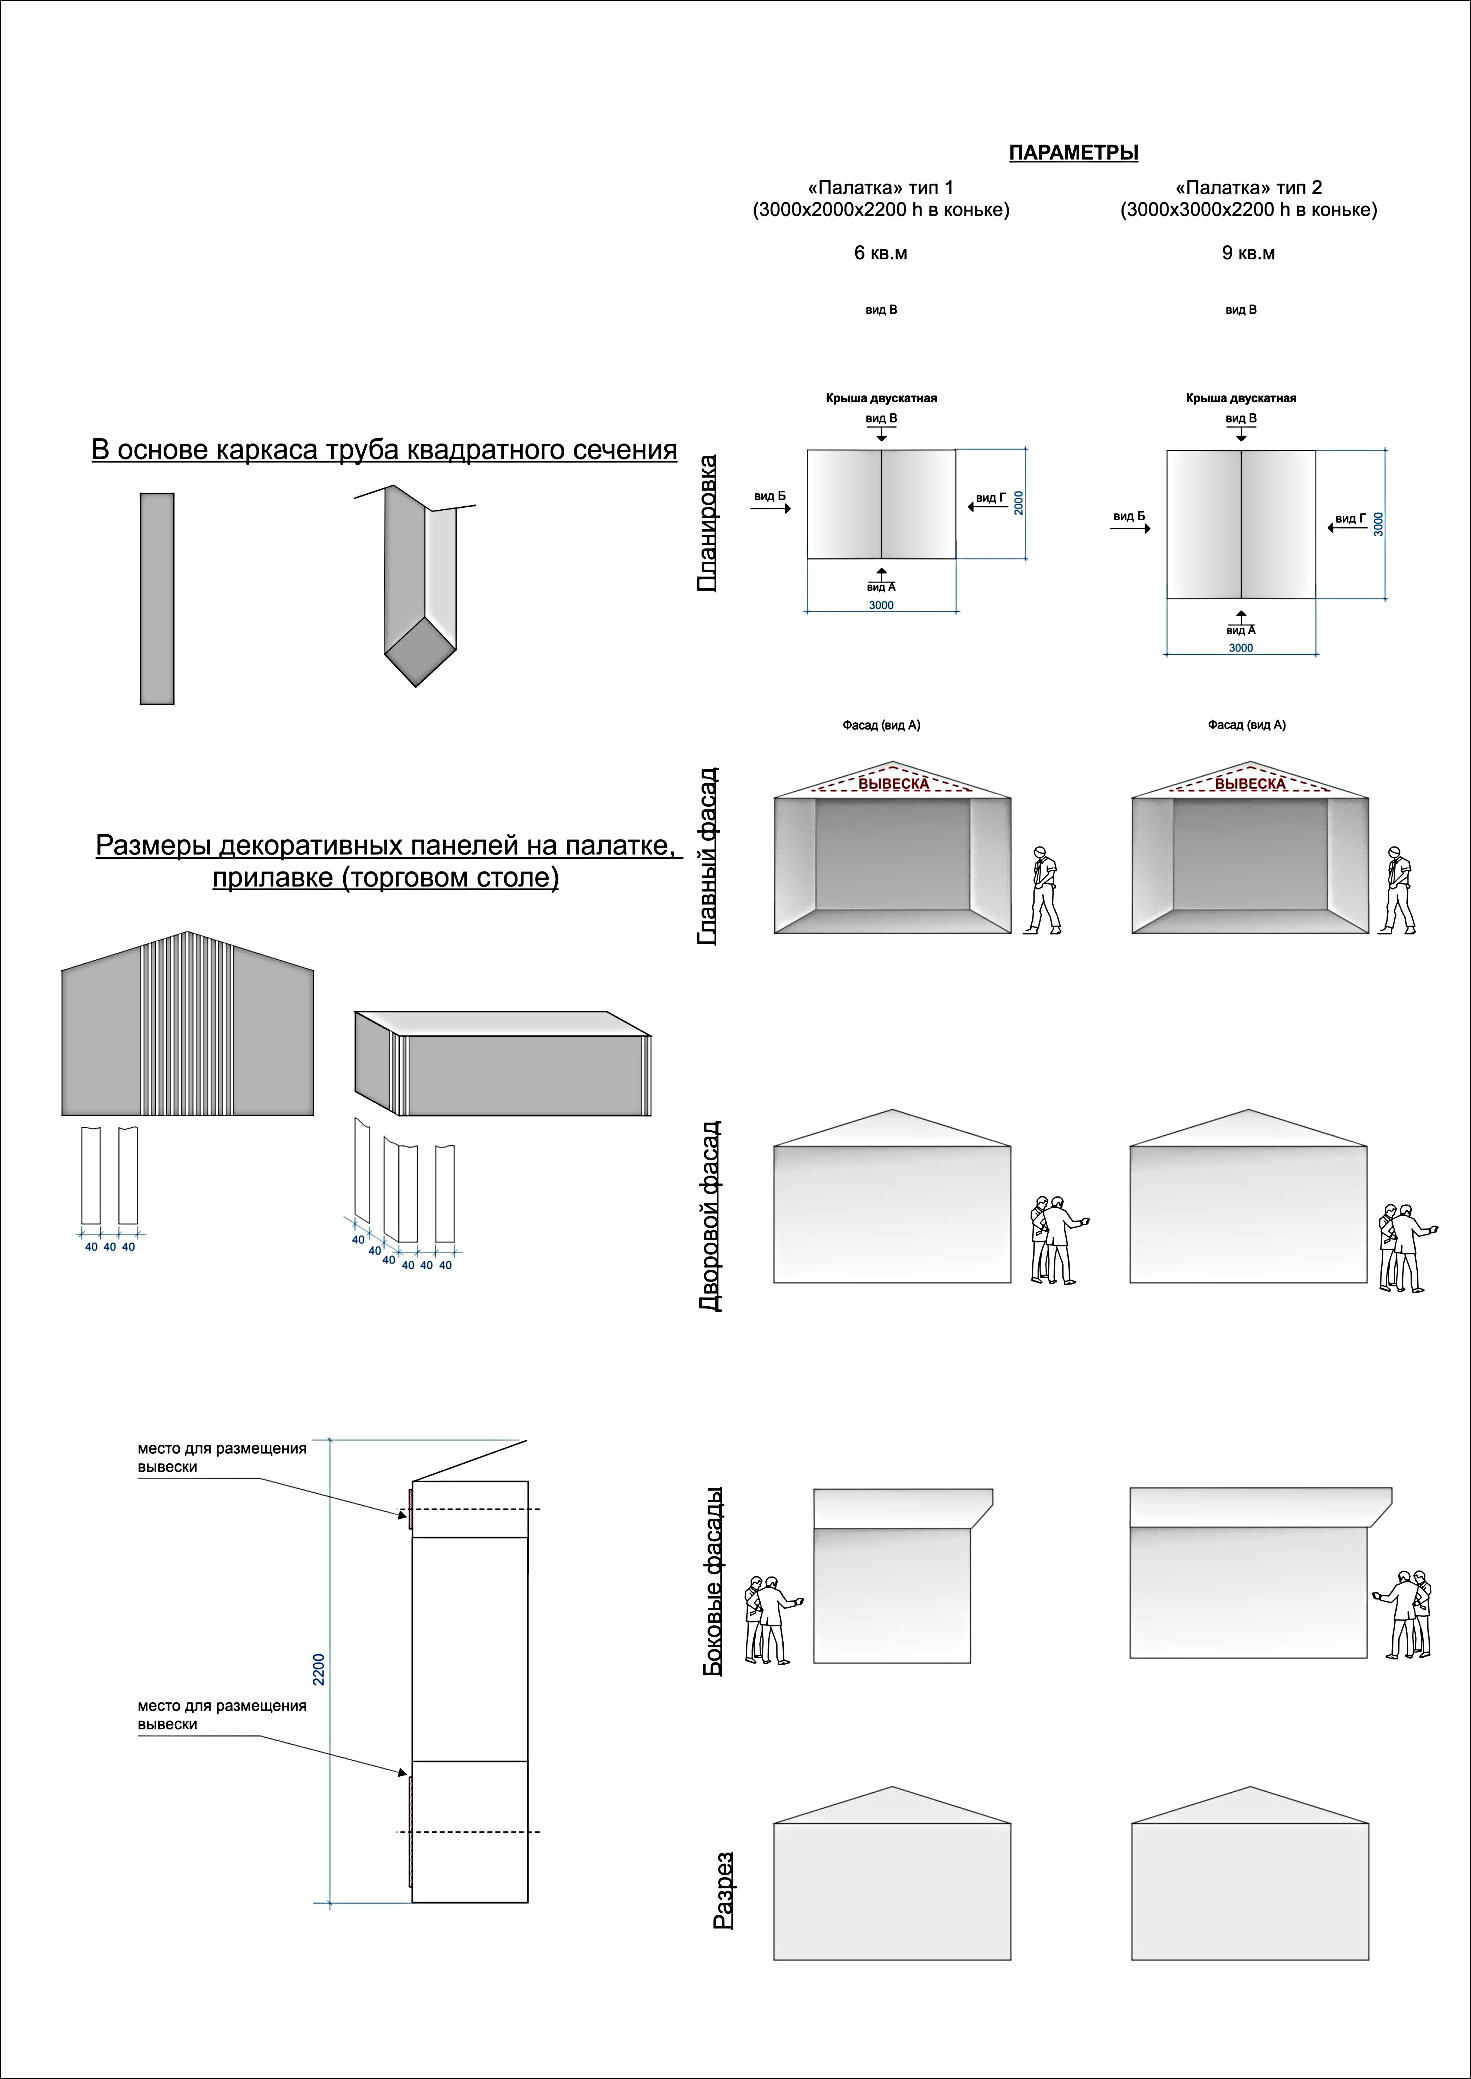 ПАРАМЕТРЫ
«Палатка» тип 1
(3000х2000х2200 h в коньке)
6 кв.м
вид В
«Палатка» тип 2
(3000х3000х2200 h в коньке)
9 кв.м
вид В
В основе каркаса труба квадратного сечения
Планировка
Крыша двускатная
вид В
вид Б
вид Г
2000
вид А
3000
Крыша двускатная
вид В
вид Б
вид Г
3000
вид А
3000
Размеры декоративных панелей на палатке,
прилавке (торговом столе)
40 40 40
40
40
40
40 40 40
Главный фасад
Фасад (вид А)
ВЫВЕСКА
Фасад (вид А)
ВЫВЕСКА
Дворовой фасад
место для размещения
вывески
2200
место для размещения
вывески
Боковые фасады
Разрез